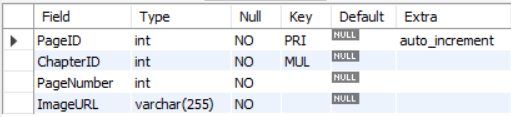 Field Type Null Key Default Extra
PageID int NO PRI NULL auto_increment
ChapterID int NO MUL NULL
PageNumber int NO NULL
ImageURL varchar(255) NO NULL